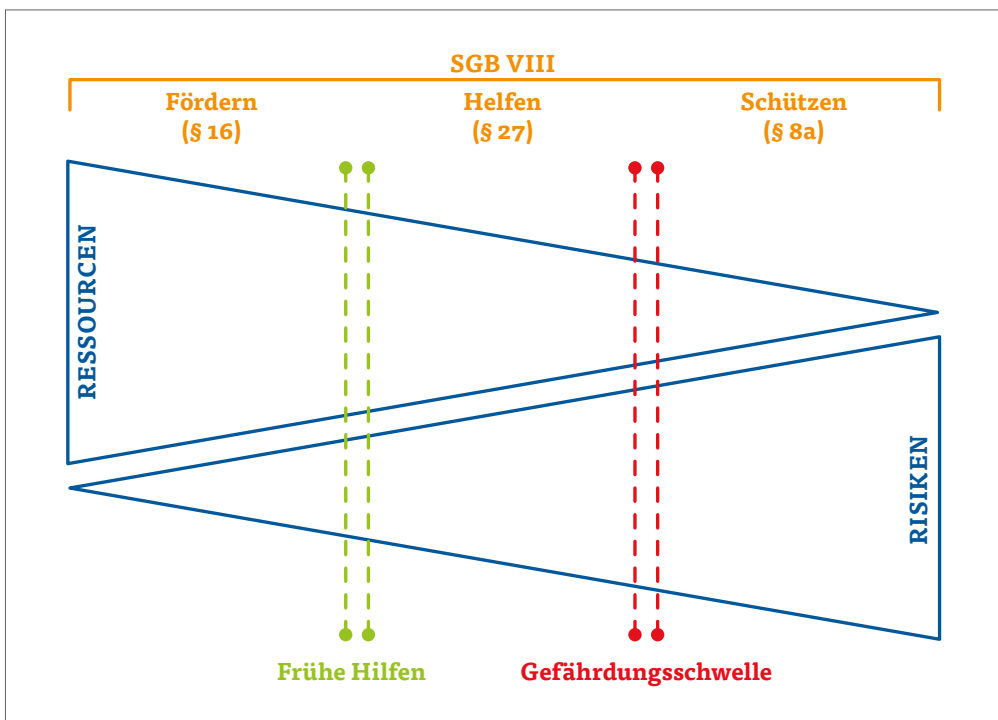 SGB VIII
Fördern
(§ 16)
Helfen
(§ 27)
Schützen
(§ 8a)
RESSOURCEN
RISIKEN
Frühe Hilfen
Gefährdungsschwelle